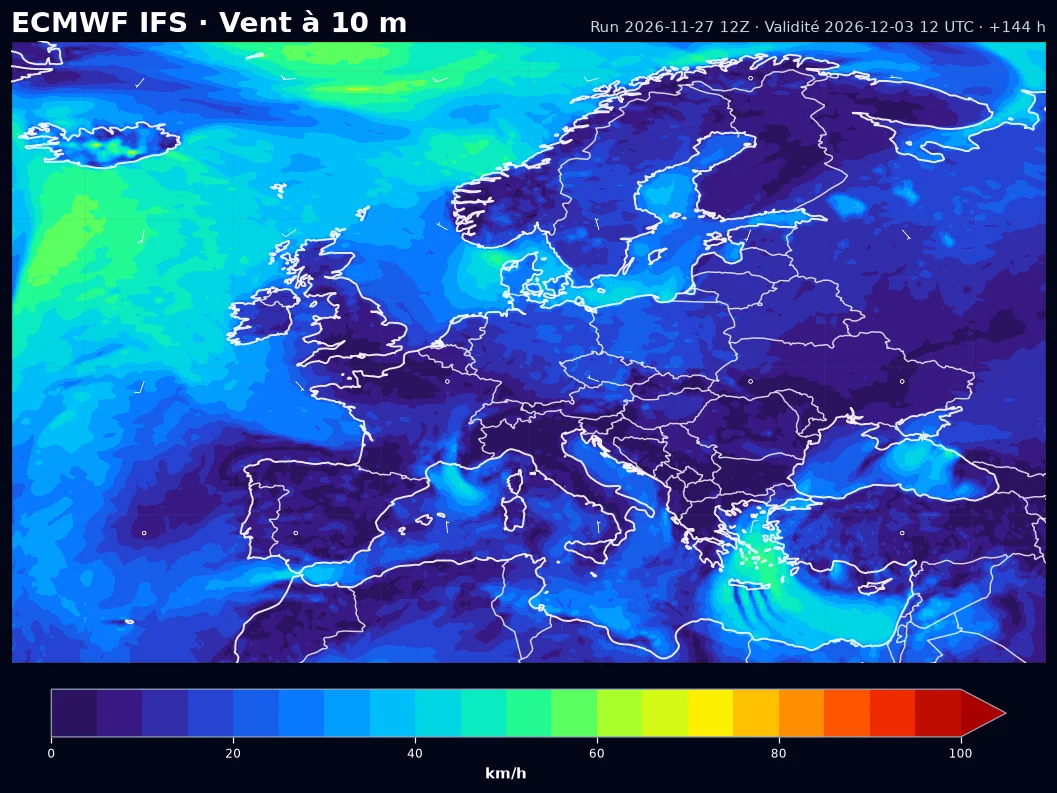 ECMWF IFS · Vent à 10 m
Run 2026-11-27 12Z · Validité 2026-12-03 12 UTC · +144 h
0 20 40 60 80 100
km/h